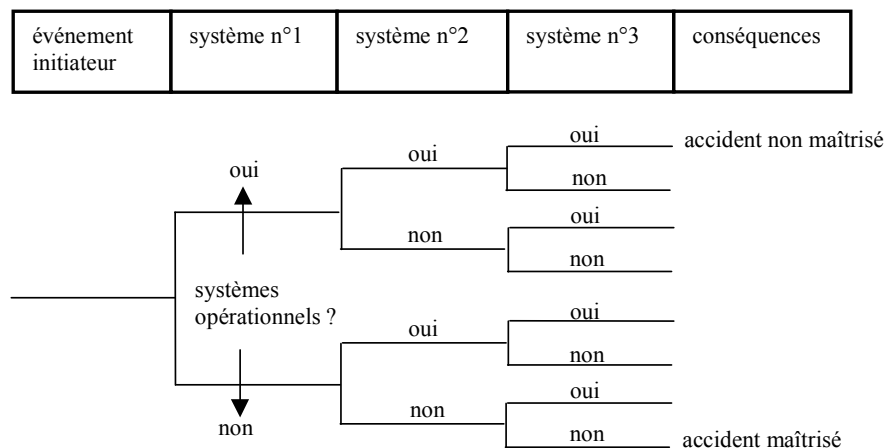 événement initiateur
système n°1
système n°2
système n°3
conséquences
oui
accident non maîtrisé
oui
non
oui
oui
non
non
systèmes
opérationnels ?
oui
oui
non
oui
non
non
non
accident maîtrisé